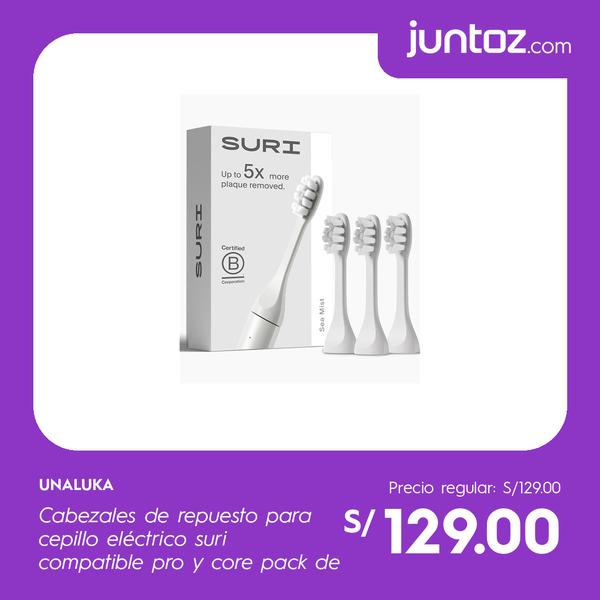 juntoz.com
SURI
Up to 5x more
plaque removed.
SURI
Certified
B
Corporation
Sea Mist
UNALUKA
Cabezales de repuesto para
cepillo eléctrico suri
compatible pro y core pack de
Precio regular: S/129.00
S/ 129.00